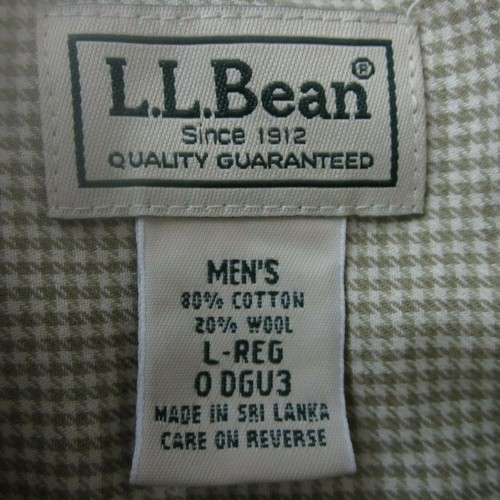 L.L.Bean®
Since 1912
QUALITY GUARANTEED
MEN'S
80% COTTON
20% WOOL
L-REG
0 DGU3
MADE IN SRI LANKA
CARE ON REVERSE